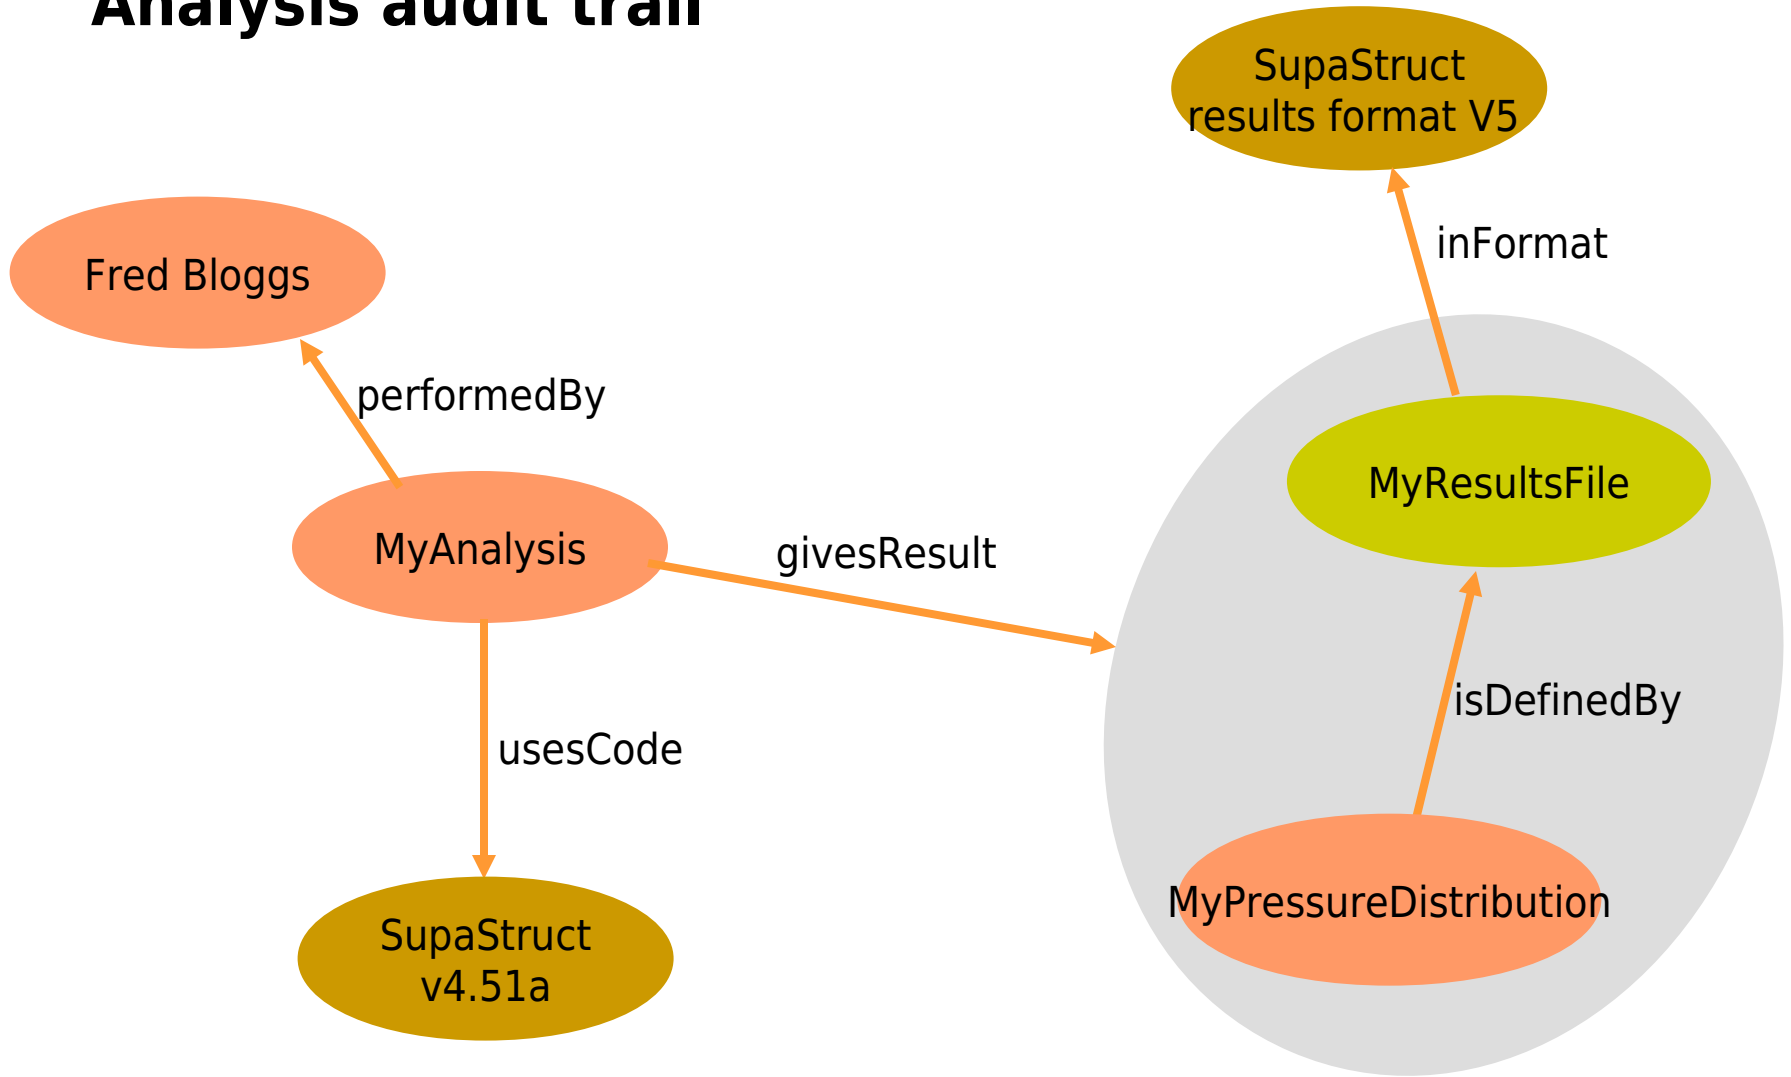 Analysis audit trail
SupaStruct
results format V5
inFormat
Fred Bloggs
performedBy
MyResultsFile
MyAnalysis
givesResult
isDefinedBy
usesCode
MyPressureDistribution
SupaStruct
v4.51a